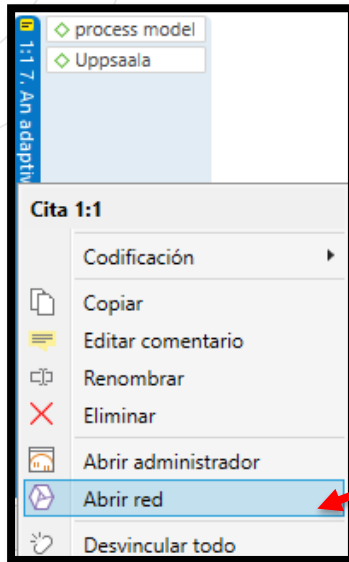 process model
Uppsaala
1:1 7. An adaptiv
Cita 1:1
Codificación
Copiar
Editar comentario
Renombrar
Eliminar
Abrir administrador
Abrir red
Desvincular todo